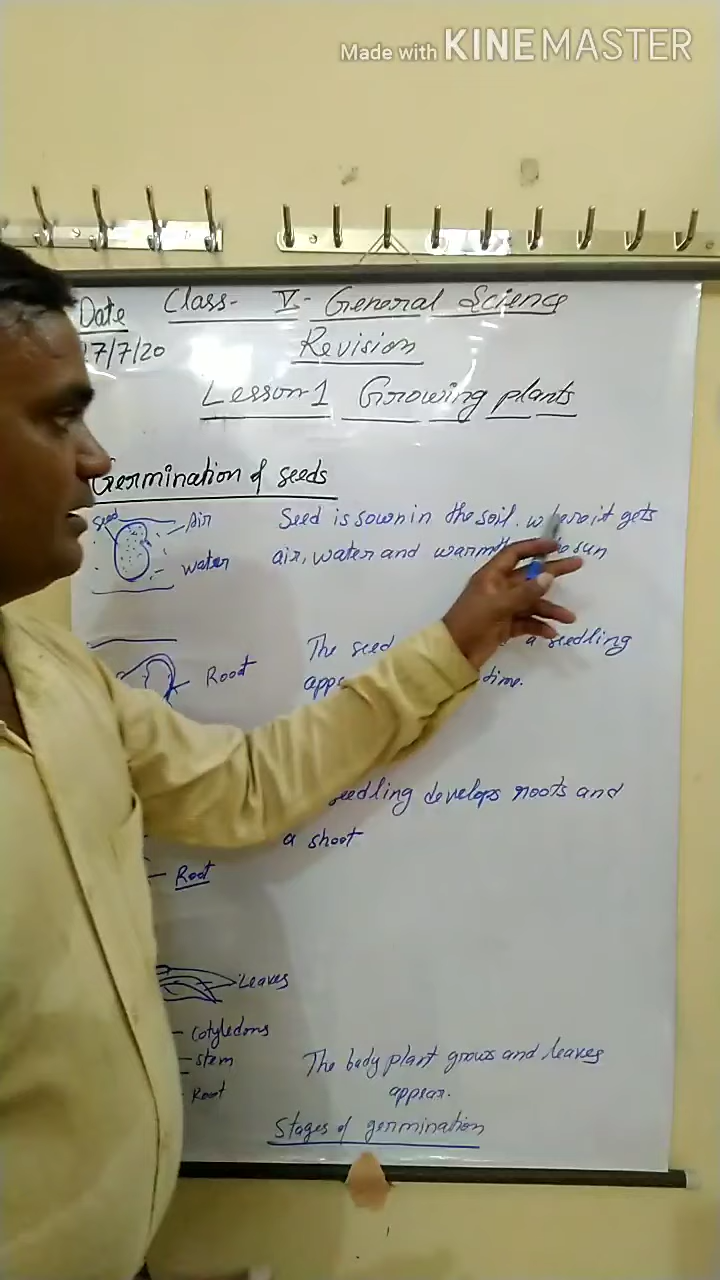 Made with KINEMASTER
Date Class- V- General Science
27/7/20 Revision
Lesson-1 Growing plants
Germination of seeds
seed Air
water
Seed is sown in the soil. where it gets
air, water and warmth sun
Root
The seed a seedling
time.
seedling develops roots and
a shoot
Root
Leaves
Cotyledons
stem
Root
The baby plant grows and leaves
appear.
Stages of germination